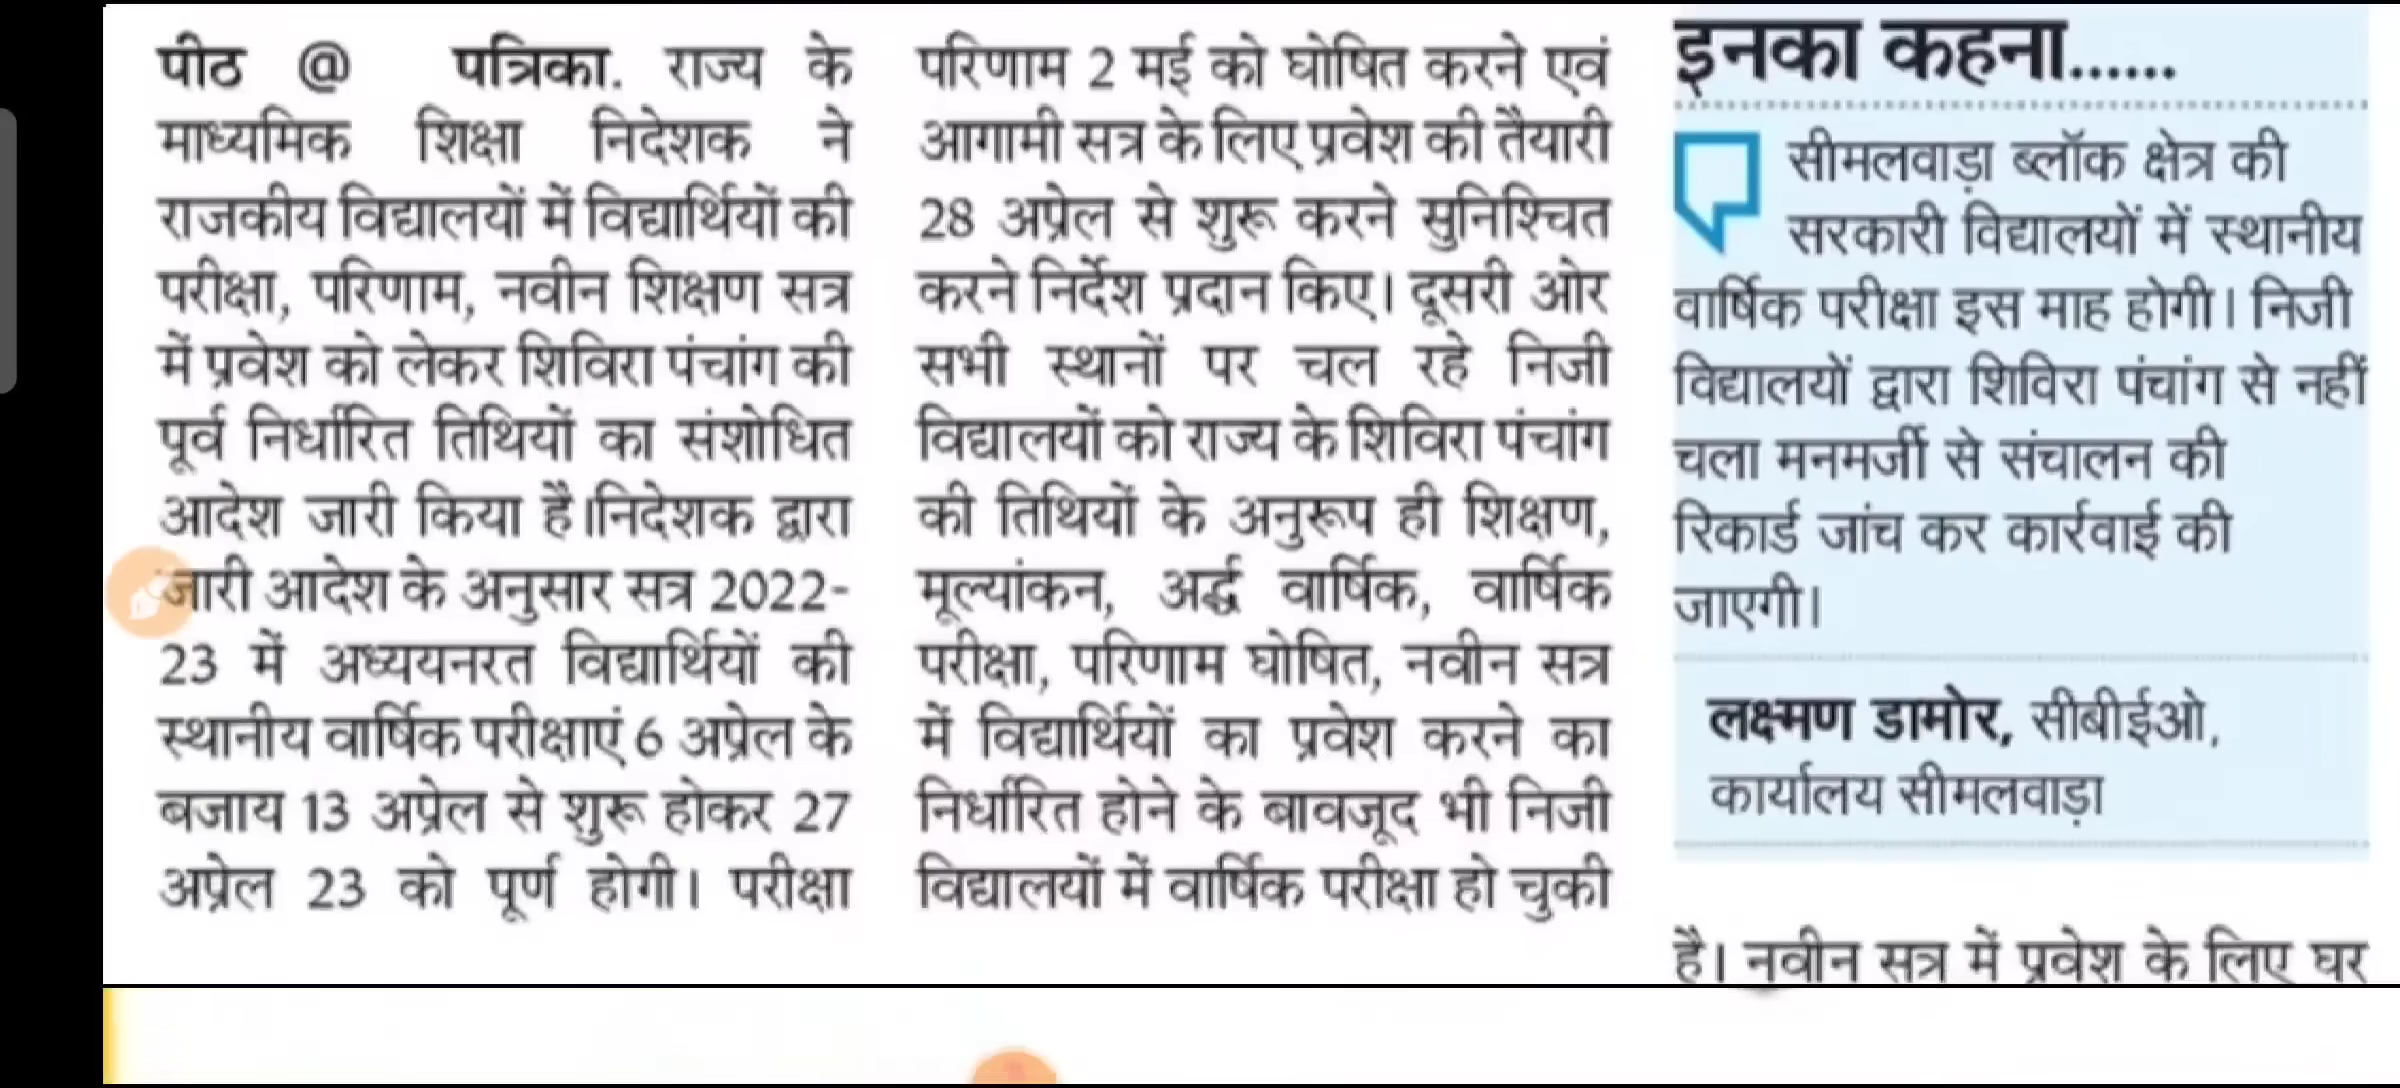 पीठ @ पत्रिका. राज्य के
माध्यमिक शिक्षा निदेशक ने
राजकीय विद्यालयों में विद्यार्थियों की
परीक्षा, परिणाम, नवीन शिक्षण सत्र
में प्रवेश को लेकर शिविरा पंचांग की
पूर्व निर्धारित तिथियों का संशोधित
आदेश जारी किया है।निदेशक द्वारा
जारी आदेश के अनुसार सत्र 2022-
23 में अध्ययनरत विद्यार्थियों की
स्थानीय वार्षिक परीक्षाएं 6 अप्रेल के
बजाय 13 अप्रेल से शुरू होकर 27
अप्रेल 23 को पूर्ण होगी। परीक्षा
परिणाम 2 मई को घोषित करने एवं
आगामी सत्र के लिए प्रवेश की तैयारी
28 अप्रेल से शुरू करने सुनिश्चित
करने निर्देश प्रदान किए। दूसरी ओर
सभी स्थानों पर चल रहे निजी
विद्यालयों को राज्य के शिविरा पंचांग
की तिथियों के अनुरूप ही शिक्षण,
मूल्यांकन, अर्द्ध वार्षिक, वार्षिक
परीक्षा, परिणाम घोषित, नवीन सत्र
में विद्यार्थियों का प्रवेश करने का
निर्धारित होने के बावजूद भी निजी
विद्यालयों में वार्षिक परीक्षा हो चुकी
इनका कहना......
सीमलवाड़ा ब्लॉक क्षेत्र की
सरकारी विद्यालयों में स्थानीय
वार्षिक परीक्षा इस माह होगी। निजी
विद्यालयों द्वारा शिविरा पंचांग से नहीं
चला मनमर्जी से संचालन की
रिकार्ड जांच कर कार्रवाई की
जाएगी।
लक्ष्मण डामोर, सीबीईओ,
कार्यालय सीमलवाड़ा
है। नवीन सत्र में प्रवेश के लिए घर